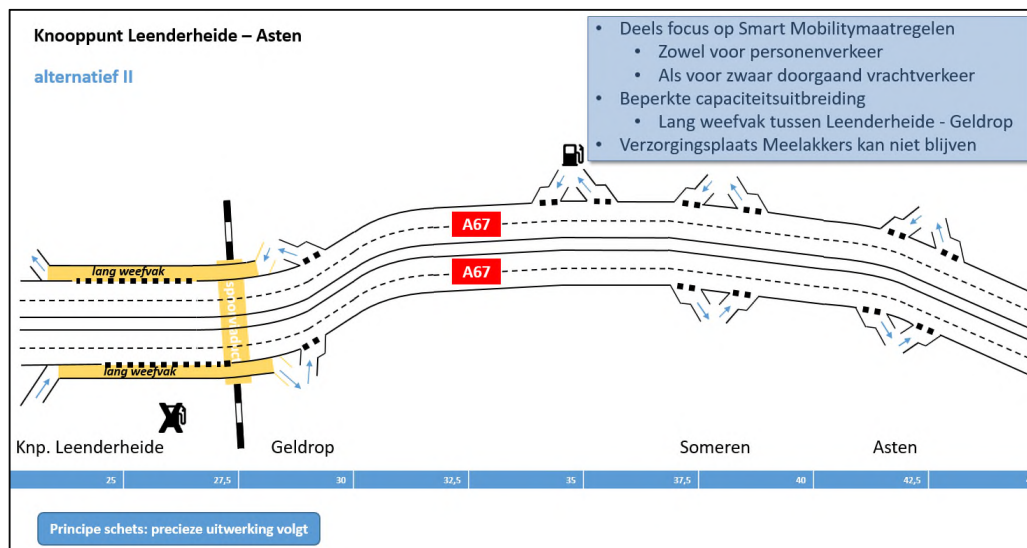 Knooppunt Leenderheide – Asten
alternatief II
• Deels focus op Smart Mobilitymaatregelen
• Zowel voor personenverkeer
• Als voor zwaar doorgaand vrachtverkeer
• Beperkte capaciteitsuitbreiding
• Lang weefvak tussen Leenderheide - Geldrop
• Verzorgingsplaats Meelakkers kan niet blijven
A67
A67
lang weefvak
lang weefvak
Knp. Leenderheide
Geldrop
Someren
Asten
25
27,5
30
32,5
35
37,5
40
42,5
Principe schets: precieze uitwerking volgt